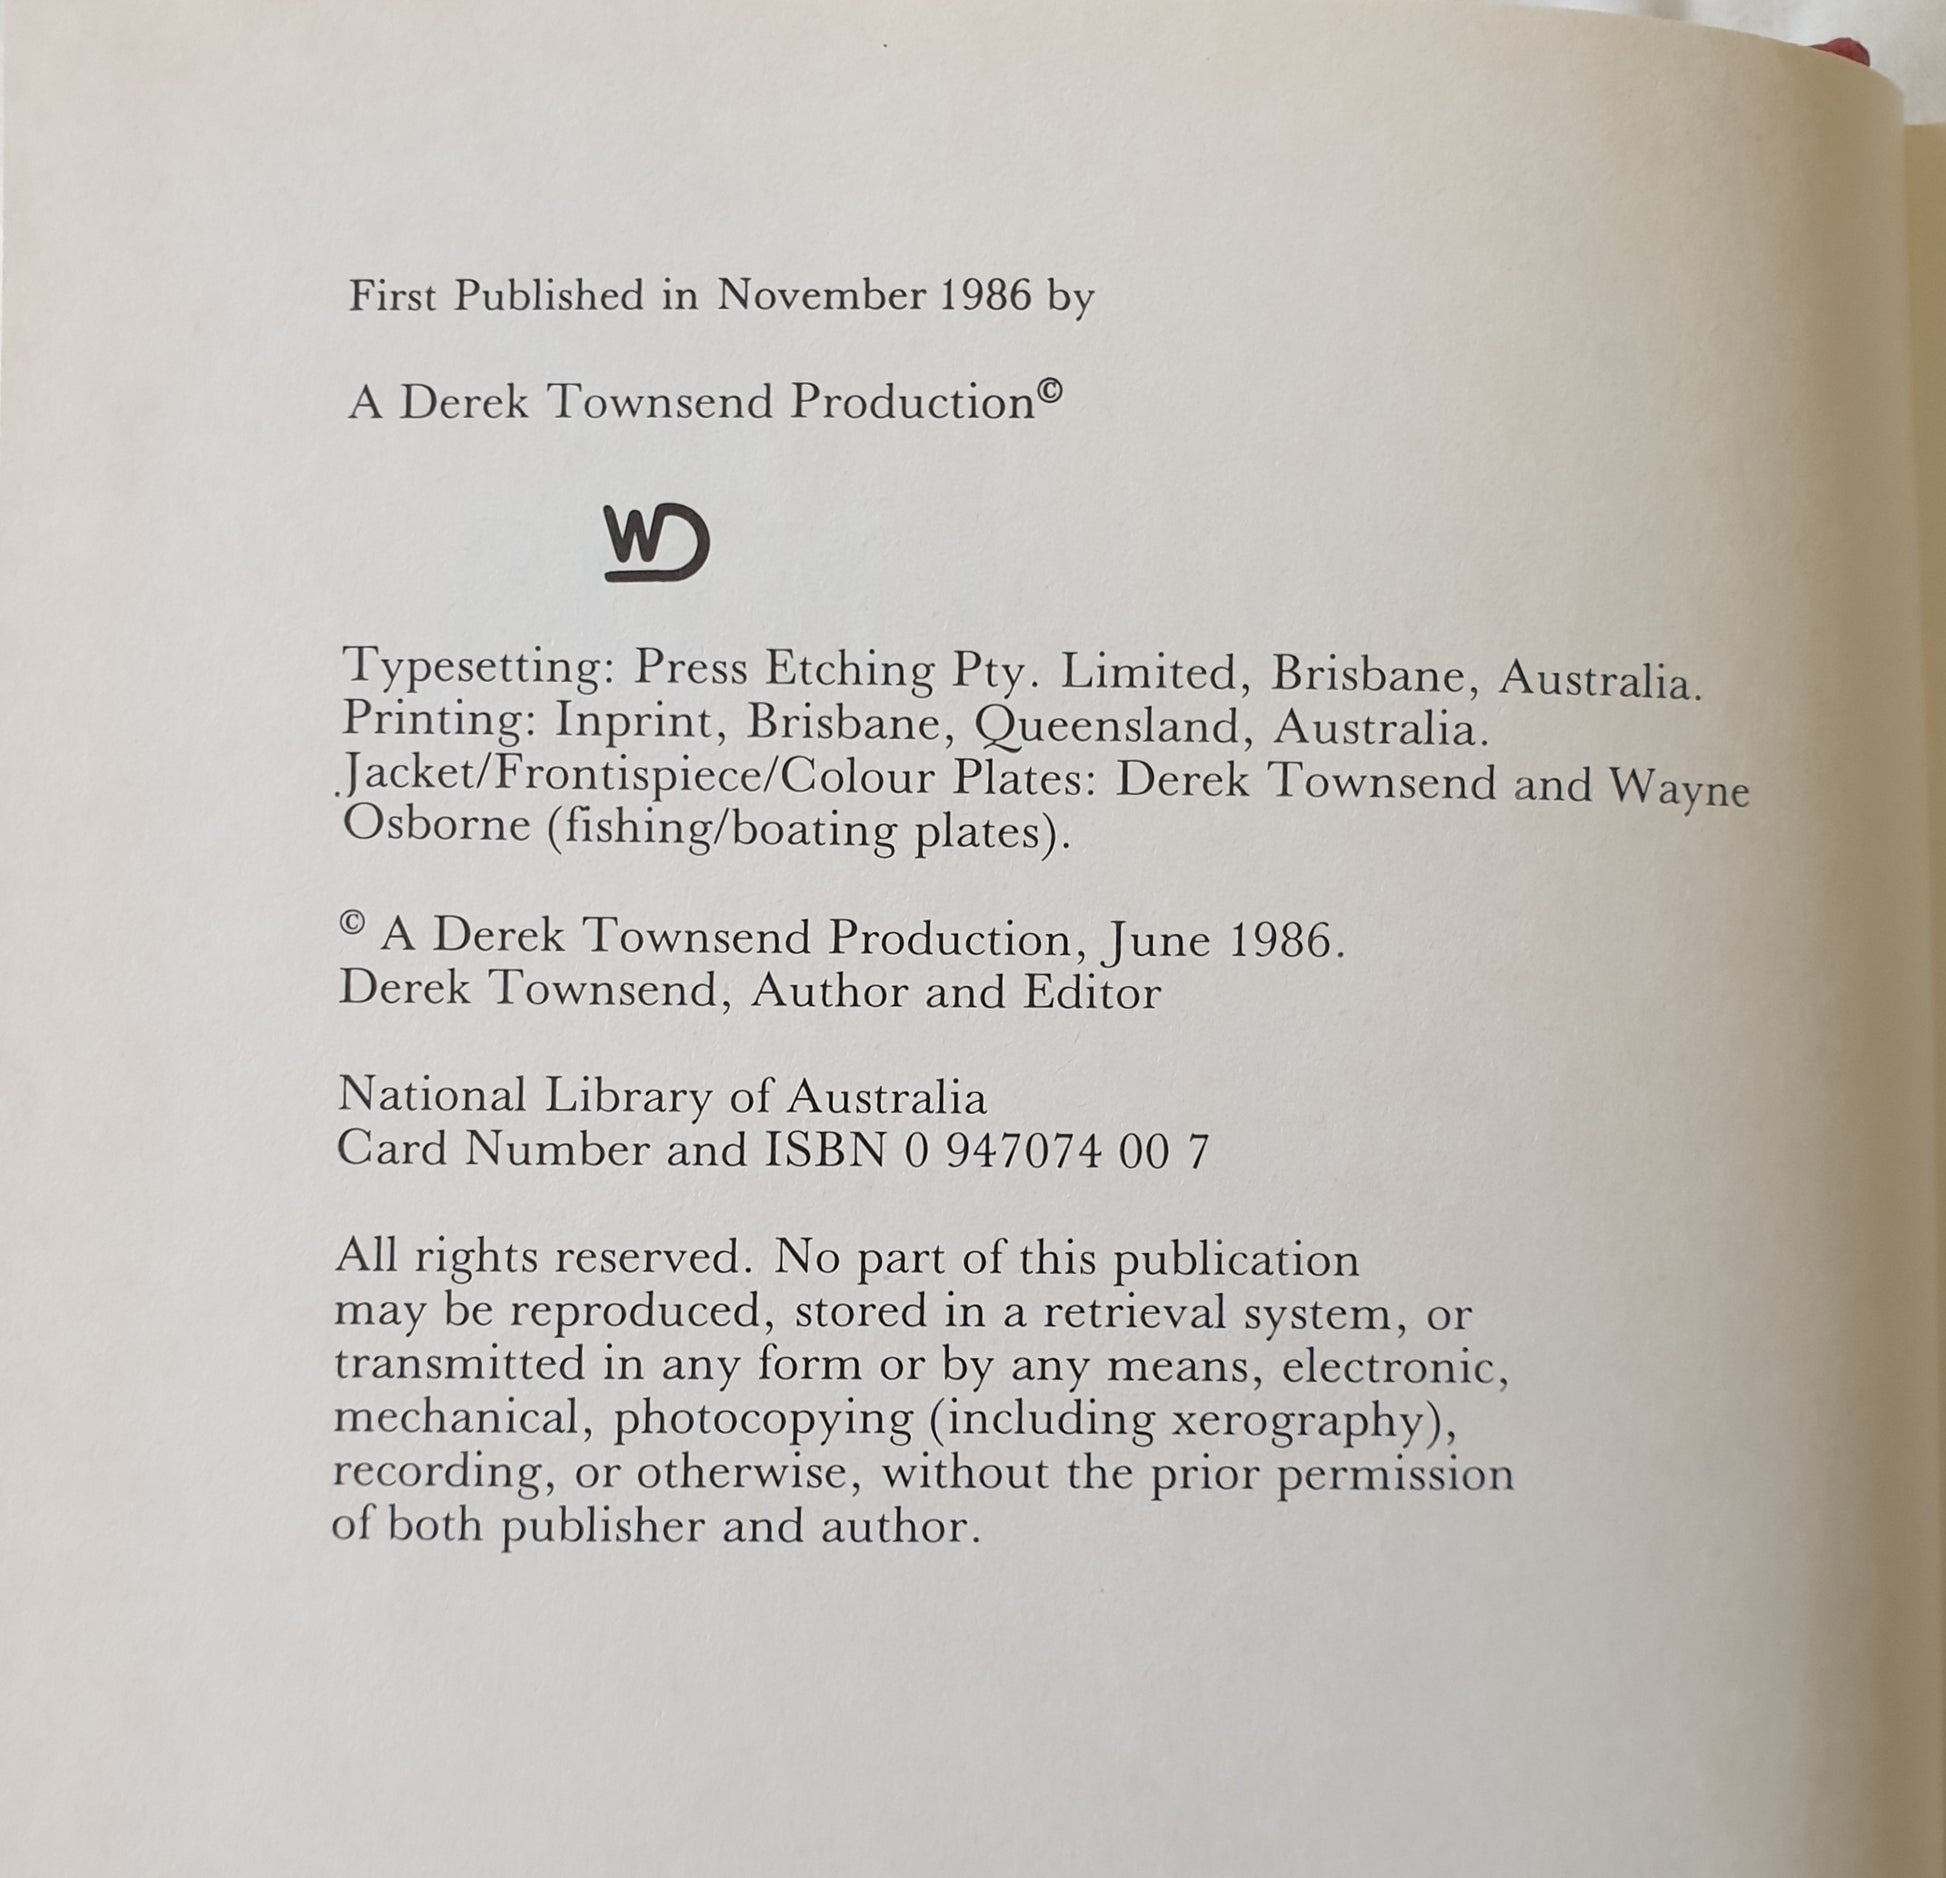 First Published in November 1986 by
A Derek Townsend Production©
WD
Typesetting: Press Etching Pty. Limited, Brisbane, Australia.
Printing: Inprint, Brisbane, Queensland, Australia.
Jacket/Frontispiece/Colour Plates: Derek Townsend and Wayne
Osborne (fishing/boating plates).
© A Derek Townsend Production, June 1986.
Derek Townsend, Author and Editor
National Library of Australia
Card Number and ISBN 0 947074 00 7
All rights reserved. No part of this publication
may be reproduced, stored in a retrieval system, or
transmitted in any form or by any means, electronic,
mechanical, photocopying (including xerography),
recording, or otherwise, without the prior permission
of both publisher and author.